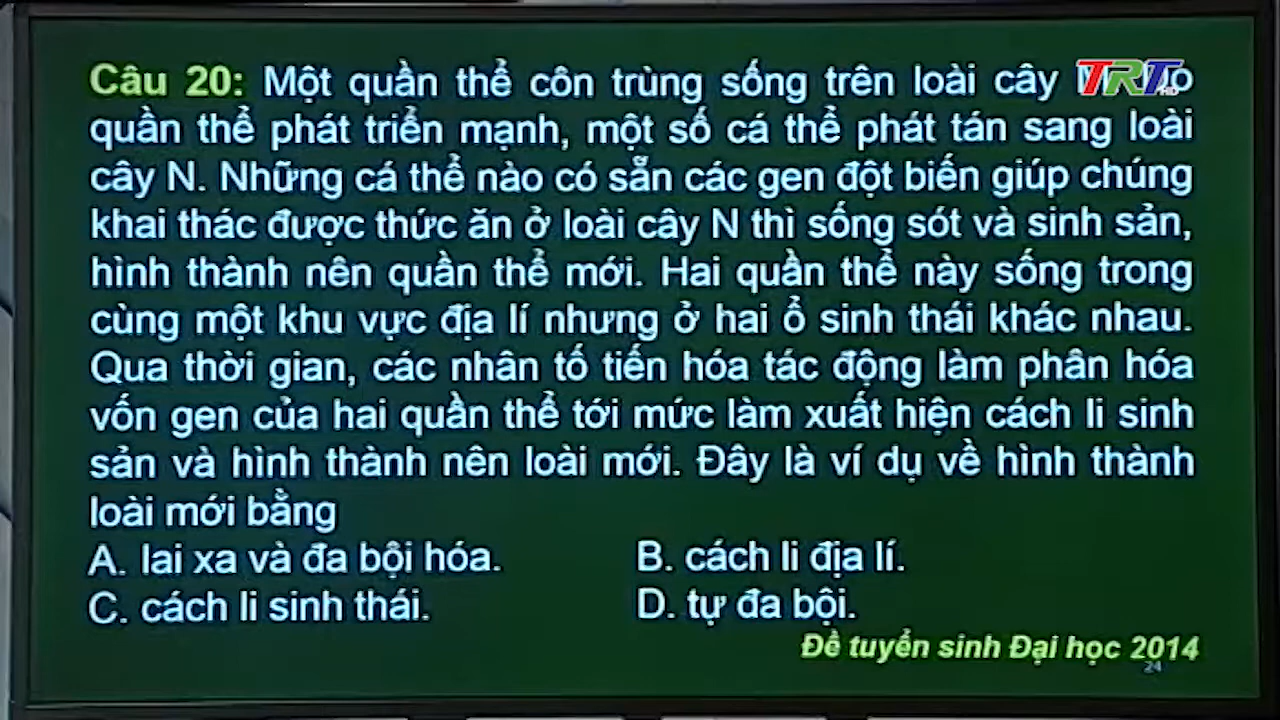 Câu 20: Một quần thể côn trùng sống trên loài cây
TRT HD
quần thể phát triển mạnh, một số cá thể phát tán sang loài
cây N. Những cá thể nào có sẵn các gen đột biến giúp chúng
khai thác được thức ăn ở loài cây N thì sống sót và sinh sản,
hình thành nên quần thể mới. Hai quần thể này sống trong
cùng một khu vực địa lí nhưng ở hai ổ sinh thái khác nhau.
Qua thời gian, các nhân tố tiến hóa tác động làm phân hóa
vốn gen của hai quần thể tới mức làm xuất hiện cách li sinh
sản và hình thành nên loài mới. Đây là ví dụ về hình thành
loài mới bằng
A. lai xa và đa bội hóa. B. cách li địa lí.
C. cách li sinh thái. D. tự đa bội.
Đề tuyển sinh Đại học 2014
24